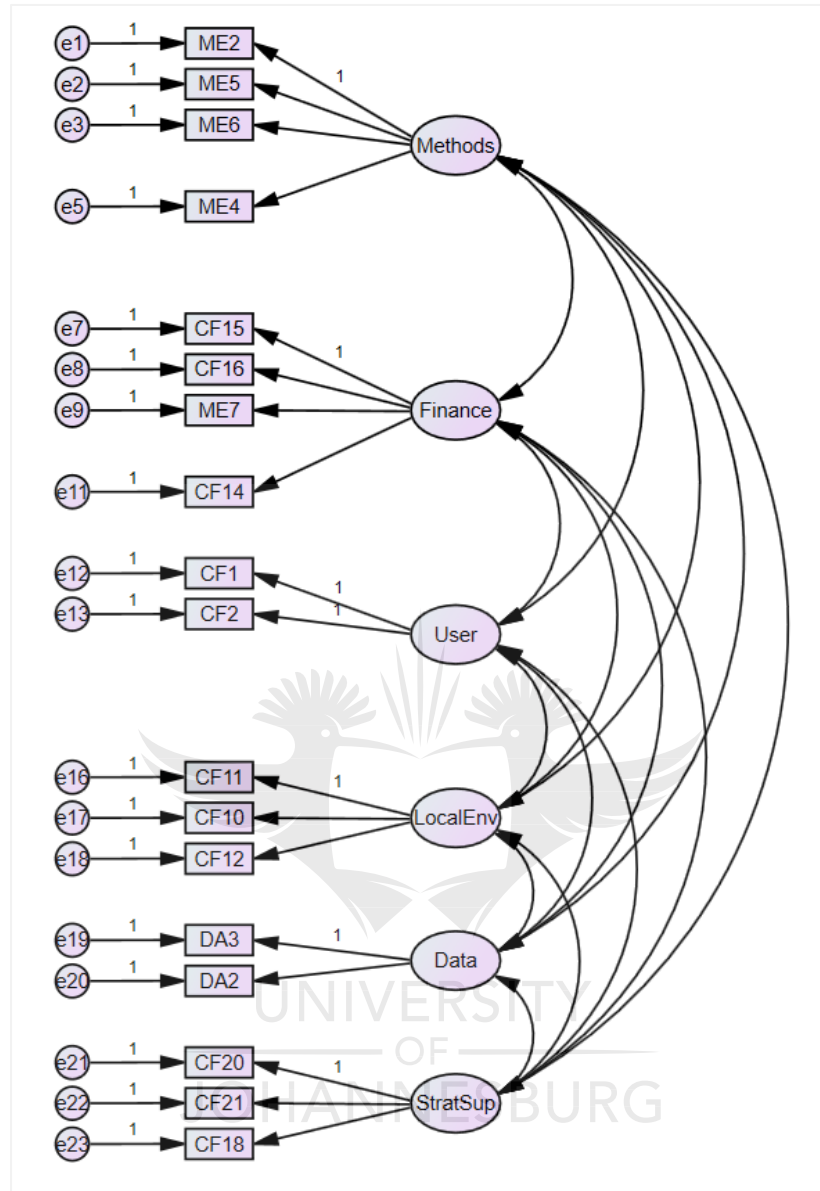 e1 1 ME2
1
e2 1 ME5
e3 1 ME6
Methods
e5 1 ME4
e7 1 CF15
1
e8 1 CF16
e9 1 ME7
Finance
e11 1 CF14
e12 1 CF1
1
e13 1 CF2
1
User
e16 1 CF11
1
e17 1 CF10
LocalEnv
e18 1 CF12
e19 1 DA3
1
Data
e20 1 DA2
UNIVERSITY
OF
e21 1 CF20
1
e22 1 CF21
StratSup
JOHANNESBURG
e23 1 CF18